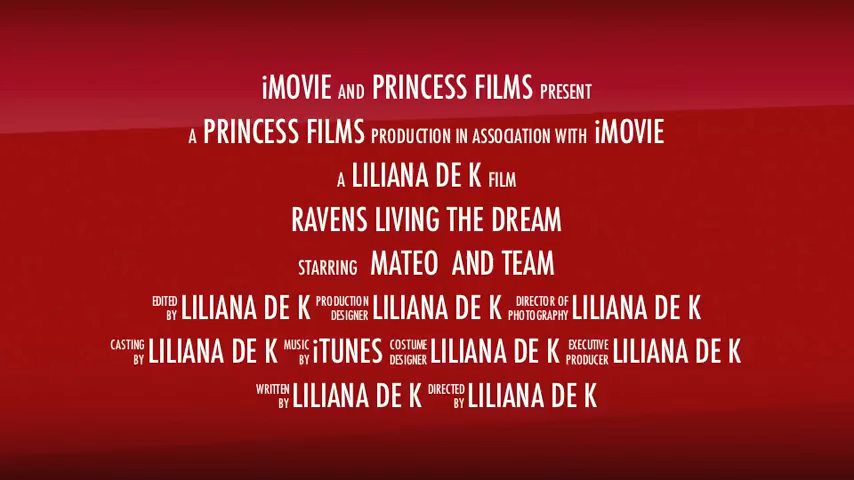 iMOVIE AND PRINCESS FILMS PRESENT
A PRINCESS FILMS PRODUCTION IN ASSOCIATION WITH iMOVIE
A LILIANA DE K FILM
RAVENS LIVING THE DREAM
STARRING MATEO AND TEAM
EDITED BY LILIANA DE K PRODUCTION DESIGNER LILIANA DE K DIRECTOR OF PHOTOGRAPHY LILIANA DE K
CASTING BY LILIANA DE K MUSIC BY iTUNES COSTUME DESIGNER LILIANA DE K EXECUTIVE PRODUCER LILIANA DE K
WRITTEN BY LILIANA DE K DIRECTED BY LILIANA DE K